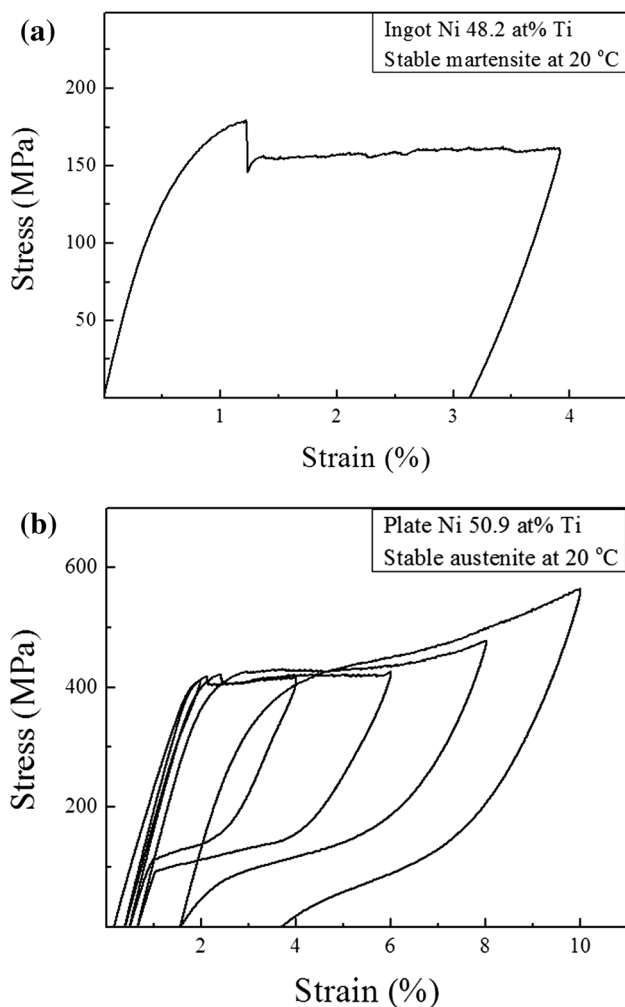 (a)
Ingot Ni 48.2 at% Ti
Stable martensite at 20 °C
200
150
100
50
Stress (MPa)
1
2
3
4
Strain (%)
(b)
Plate Ni 50.9 at% Ti
Stable austenite at 20 °C
600
400
200
Stress (MPa)
2
4
6
8
10
Strain (%)